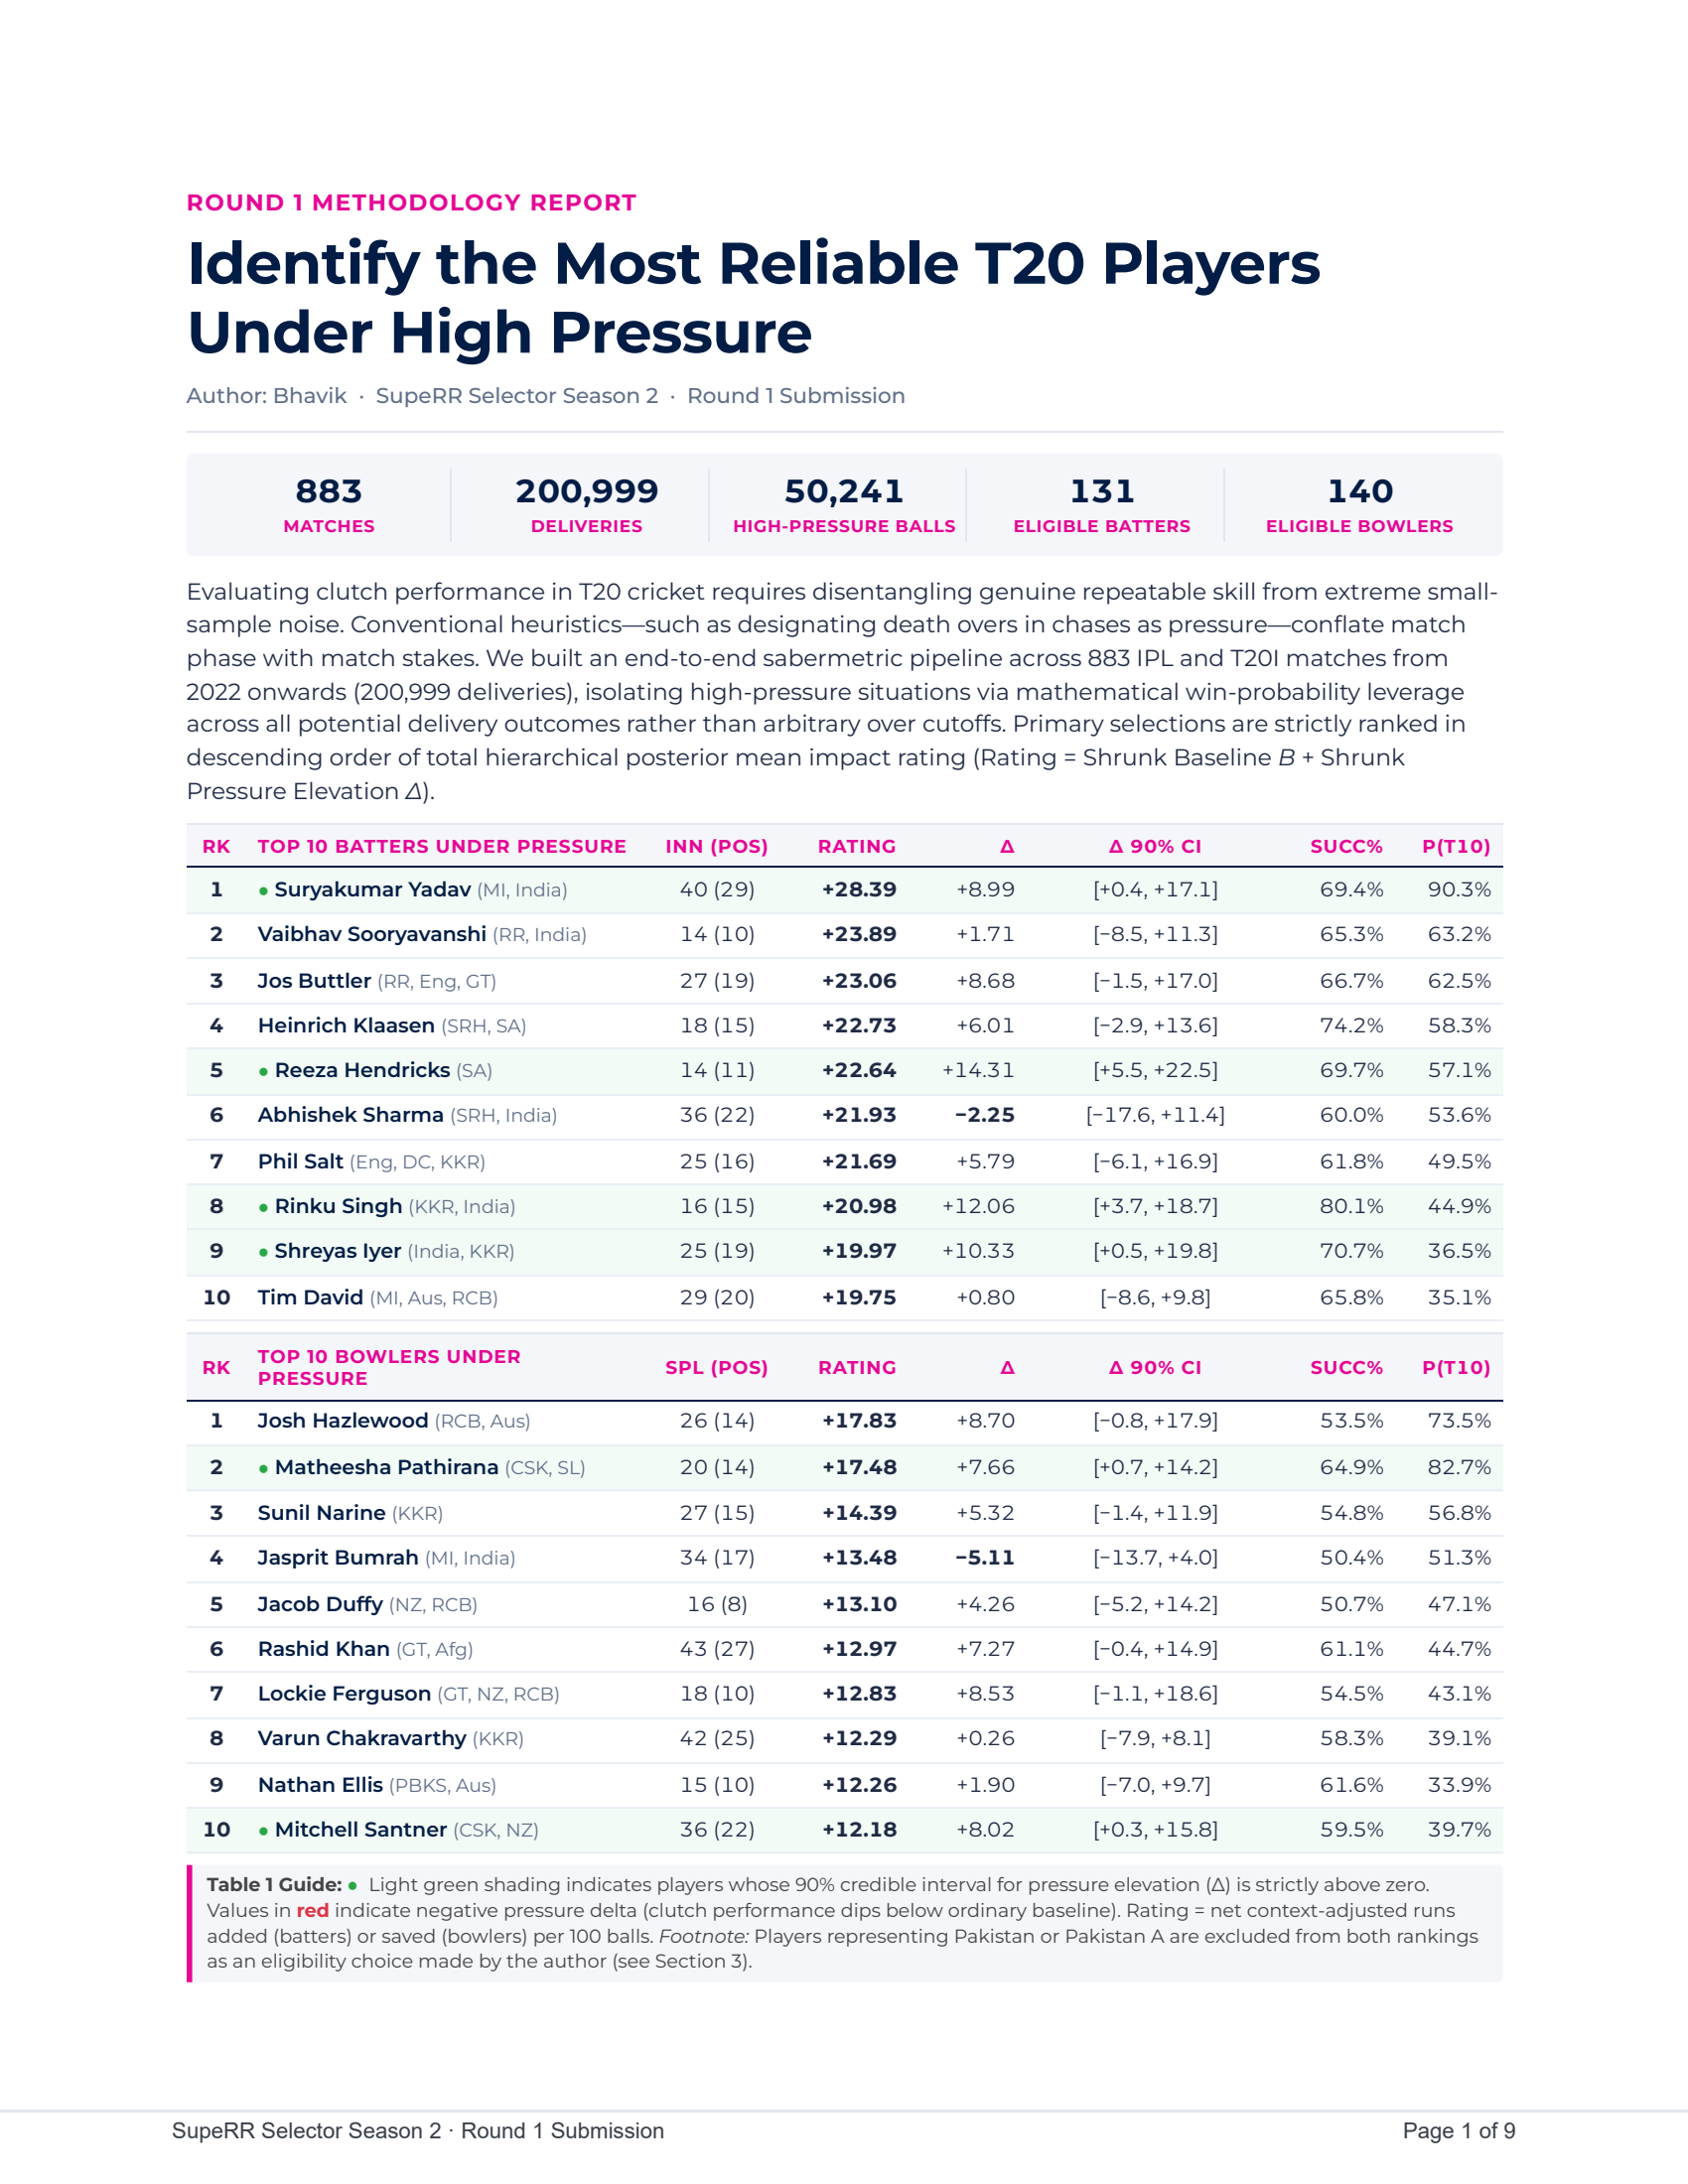 ROUND 1 METHODOLOGY REPORT
Identify the Most Reliable T20 Players
Under High Pressure
Author: Bhavik · SupeRR Selector Season 2 · Round 1 Submission
883 200,999 50,241 131 140
MATCHES DELIVERIES HIGH-PRESSURE BALLS ELIGIBLE BATTERS ELIGIBLE BOWLERS
Evaluating clutch performance in T20 cricket requires disentangling genuine repeatable skill from extreme small-
sample noise. Conventional heuristics—such as designating death overs in chases as pressure—conflate match
phase with match stakes. We built an end-to-end sabermetric pipeline across 883 IPL and T20I matches from
2022 onwards (200,999 deliveries), isolating high-pressure situations via mathematical win-probability leverage
across all potential delivery outcomes rather than arbitrary over cutoffs. Primary selections are strictly ranked in
descending order of total hierarchical posterior mean impact rating (Rating = Shrunk Baseline B + Shrunk
Pressure Elevation Δ).
RK TOP 10 BATTERS UNDER PRESSURE INN (POS) RATING Δ Δ 90% CI SUCC% P(T10)
1 ● Suryakumar Yadav (MI, India) 40 (29) +28.39 +8.99 [+0.4, +17.1] 69.4% 90.3%
2 Vaibhav Sooryavanshi (RR, India) 14 (10) +23.89 +1.71 [−8.5, +11.3] 65.3% 63.2%
3 Jos Buttler (RR, Eng, GT) 27 (19) +23.06 +8.68 [−1.5, +17.0] 66.7% 62.5%
4 Heinrich Klaasen (SRH, SA) 18 (15) +22.73 +6.01 [−2.9, +13.6] 74.2% 58.3%
5 ● Reeza Hendricks (SA) 14 (11) +22.64 +14.31 [+5.5, +22.5] 69.7% 57.1%
6 Abhishek Sharma (SRH, India) 36 (22) +21.93 −2.25 [−17.6, +11.4] 60.0% 53.6%
7 Phil Salt (Eng, DC, KKR) 25 (16) +21.69 +5.79 [−6.1, +16.9] 61.8% 49.5%
8 ● Rinku Singh (KKR, India) 16 (15) +20.98 +12.06 [+3.7, +18.7] 80.1% 44.9%
9 ● Shreyas Iyer (India, KKR) 25 (19) +19.97 +10.33 [+0.5, +19.8] 70.7% 36.5%
10 Tim David (MI, Aus, RCB) 29 (20) +19.75 +0.80 [−8.6, +9.8] 65.8% 35.1%
RK TOP 10 BOWLERS UNDER PRESSURE SPL (POS) RATING Δ Δ 90% CI SUCC% P(T10)
1 Josh Hazlewood (RCB, Aus) 26 (14) +17.83 +8.70 [−0.8, +17.9] 53.5% 73.5%
2 ● Matheesha Pathirana (CSK, SL) 20 (14) +17.48 +7.66 [+0.7, +14.2] 64.9% 82.7%
3 Sunil Narine (KKR) 27 (15) +14.39 +5.32 [−1.4, +11.9] 54.8% 56.8%
4 Jasprit Bumrah (MI, India) 34 (17) +13.48 −5.11 [−13.7, +4.0] 50.4% 51.3%
5 Jacob Duffy (NZ, RCB) 16 (8) +13.10 +4.26 [−5.2, +14.2] 50.7% 47.1%
6 Rashid Khan (GT, Afg) 43 (27) +12.97 +7.27 [−0.4, +14.9] 61.1% 44.7%
7 Lockie Ferguson (GT, NZ, RCB) 18 (10) +12.83 +8.53 [−1.1, +18.6] 54.5% 43.1%
8 Varun Chakravarthy (KKR) 42 (25) +12.29 +0.26 [−7.9, +8.1] 58.3% 39.1%
9 Nathan Ellis (PBKS, Aus) 15 (10) +12.26 +1.90 [−7.0, +9.7] 61.6% 33.9%
10 ● Mitchell Santner (CSK, NZ) 36 (22) +12.18 +8.02 [+0.3, +15.8] 59.5% 39.7%
Table 1 Guide: ● Light green shading indicates players whose 90% credible interval for pressure elevation (Δ) is strictly above zero.
Values in red indicate negative pressure delta (clutch performance dips below ordinary baseline). Rating = net context-adjusted runs
added (batters) or saved (bowlers) per 100 balls. Footnote: Players representing Pakistan or Pakistan A are excluded from both rankings
as an eligibility choice made by the author (see Section 3).
SupeRR Selector Season 2 · Round 1 Submission Page 1 of 9